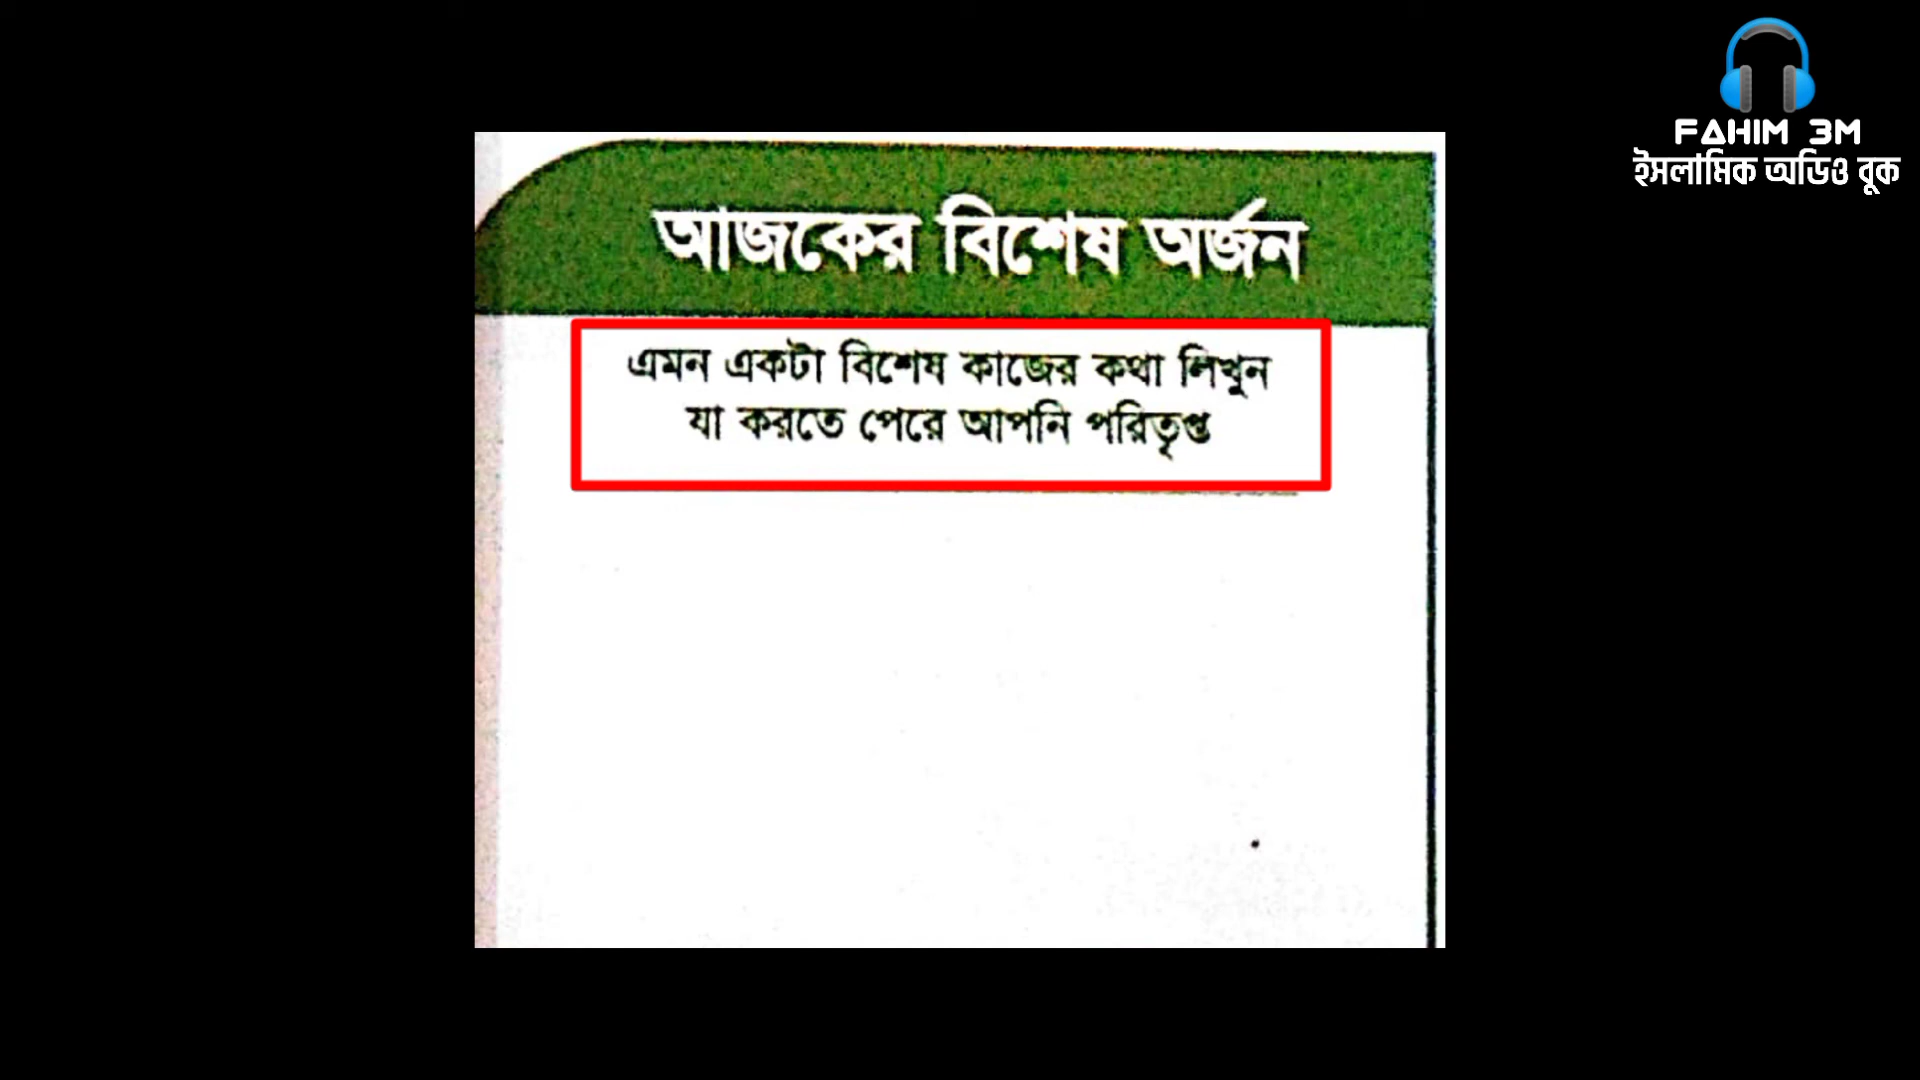 FAHIM 3M
ইসলামিক অডিও বুক
আজকের বিশেষ অর্জন
এমন একটা বিশেষ কাজের কথা লিখুন
যা করতে পেরে আপনি পরিতৃপ্ত